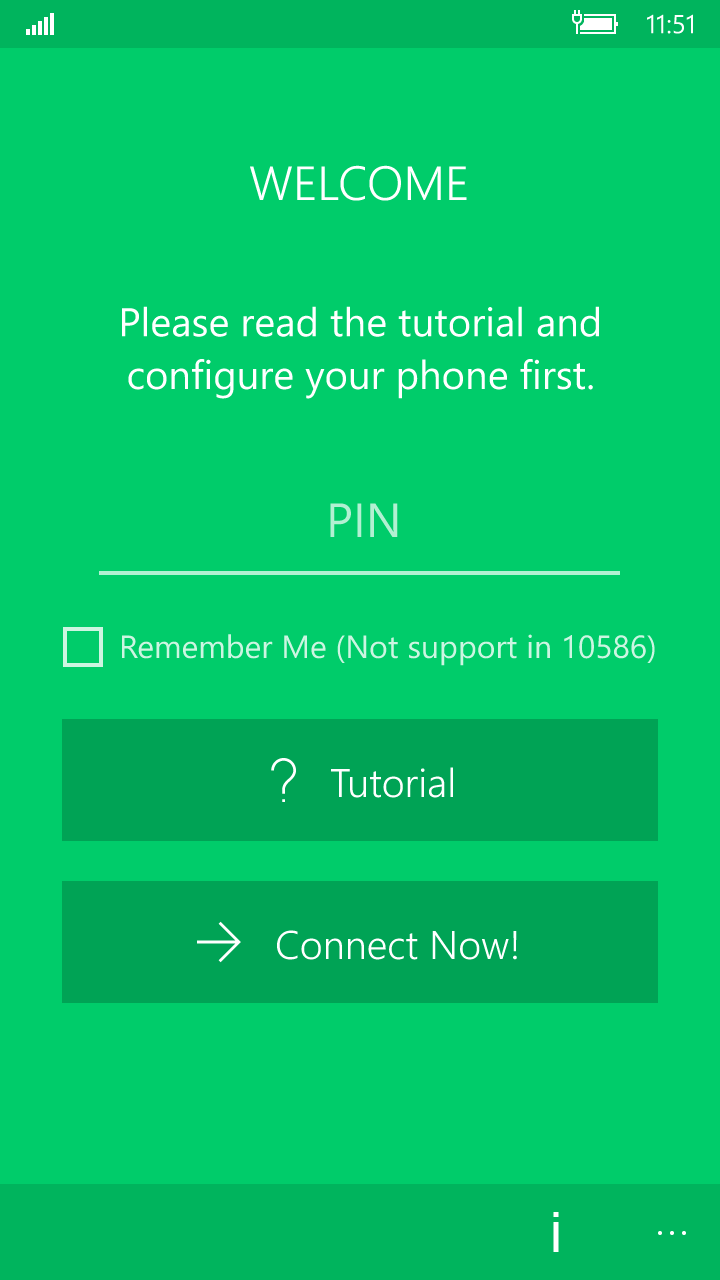 11:51
WELCOME
Please read the tutorial and
configure your phone first.
PIN
Remember Me (Not support in 10586)
? Tutorial
Connect Now!
i ...